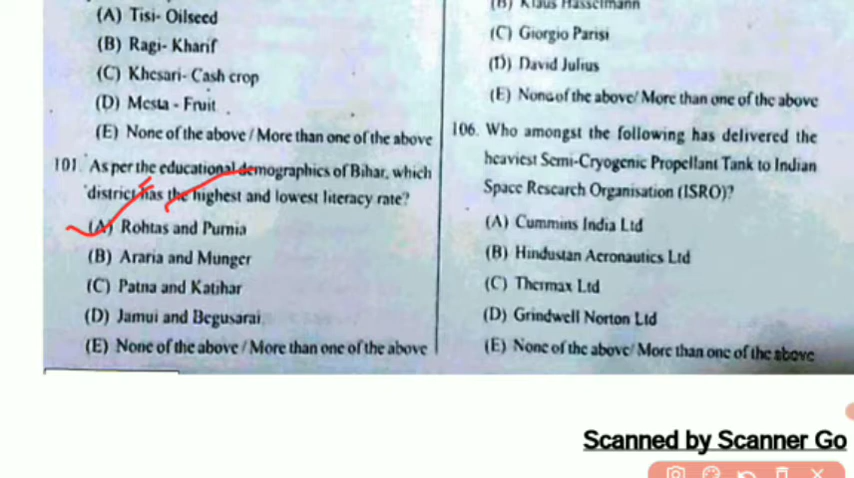 (A) Tisi- Oilseed
(B) Ragi- Kharif
(C) Khesari- Cash crop
(D) Mesta - Fruit
(E) None of the above / More than one of the above
101. As per the educational demographics of Bihar, which
district has the highest and lowest literacy rate?
(A) Rohtas and Purnia
(B) Araria and Munger
(C) Patna and Katihar
(D) Jamui and Begusarai
(E) None of the above / More than one of the above
(B) Klaus Hasselmann
(C) Giorgio Parisi
(D) David Julius
(E) None of the above/ More than one of the above
106. Who amongst the following has delivered the
heaviest Semi-Cryogenic Propellant Tank to Indian
Space Research Organisation (ISRO)?
(A) Cummins India Ltd
(B) Hindustan Aeronautics Ltd
(C) Thermax Ltd
(D) Grindwell Norton Ltd
(E) None of the above/ More than one of the above
Scanned by Scanner Go